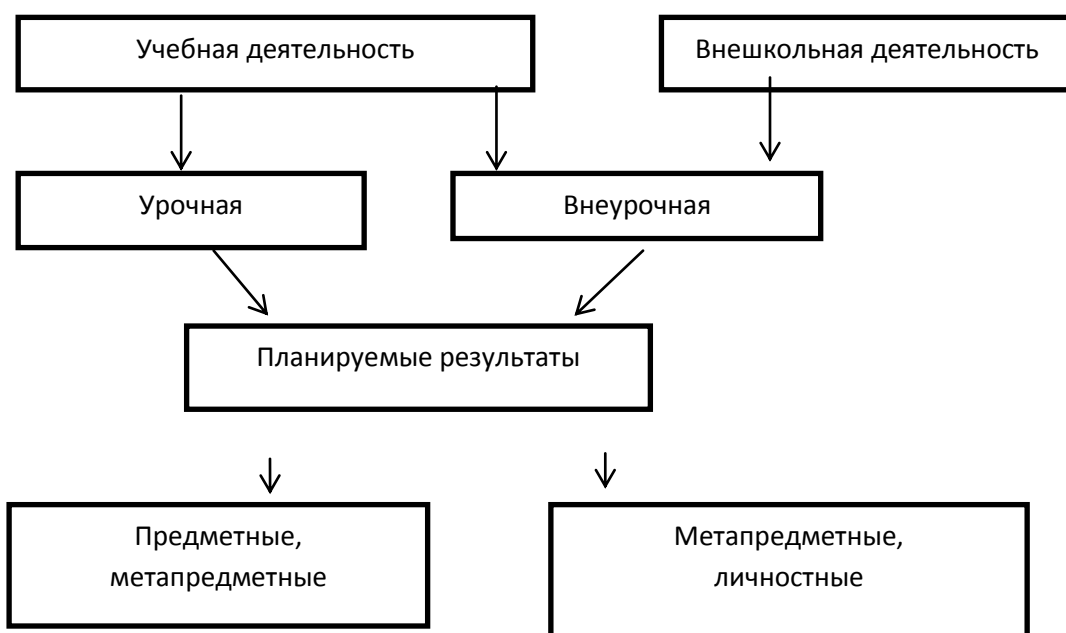 Учебная деятельность
Внешкольная деятельность
Урочная
Внеурочная
Планируемые результаты
Предметные,
метапредметные
Метапредметные,
личностные